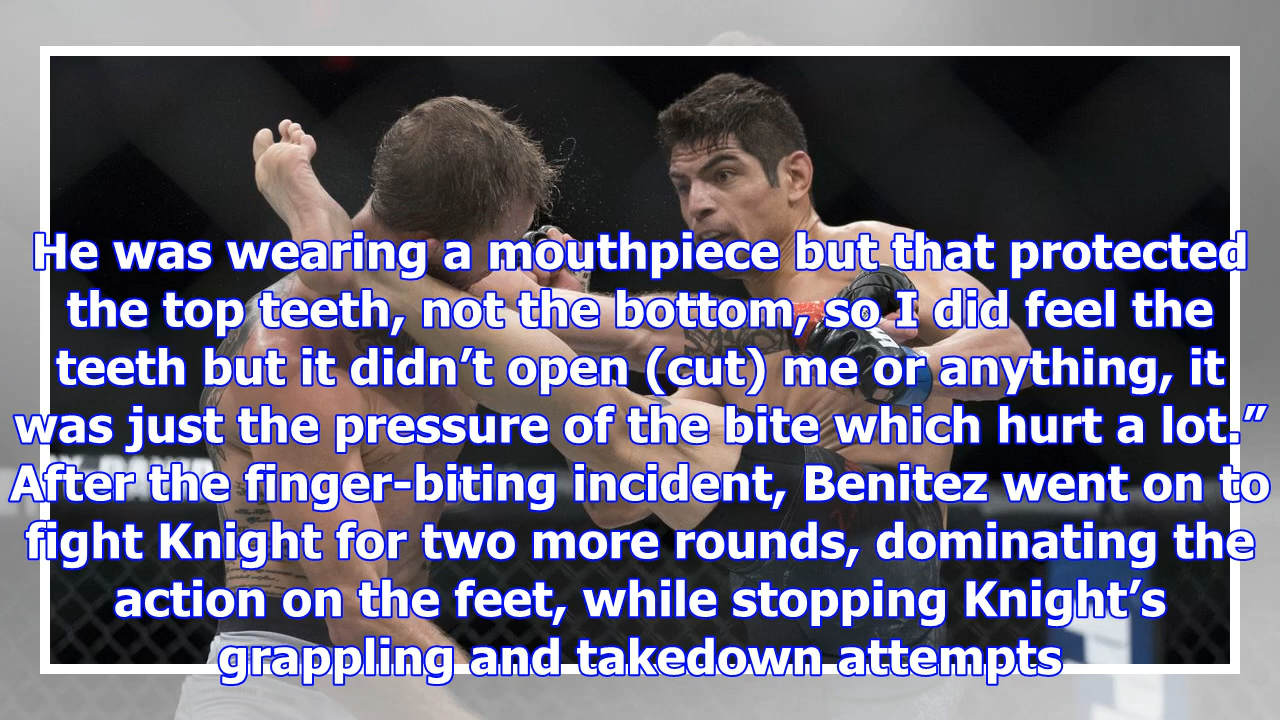 He was wearing a mouthpiece but that protected
the top teeth, not the bottom, so I did feel the
teeth but it didn’t open (cut) me or anything, it
was just the pressure of the bite which hurt a lot.”
After the finger-biting incident, Benitez went on to
fight Knight for two more rounds, dominating the
action on the feet, while stopping Knight’s
grappling and takedown attempts